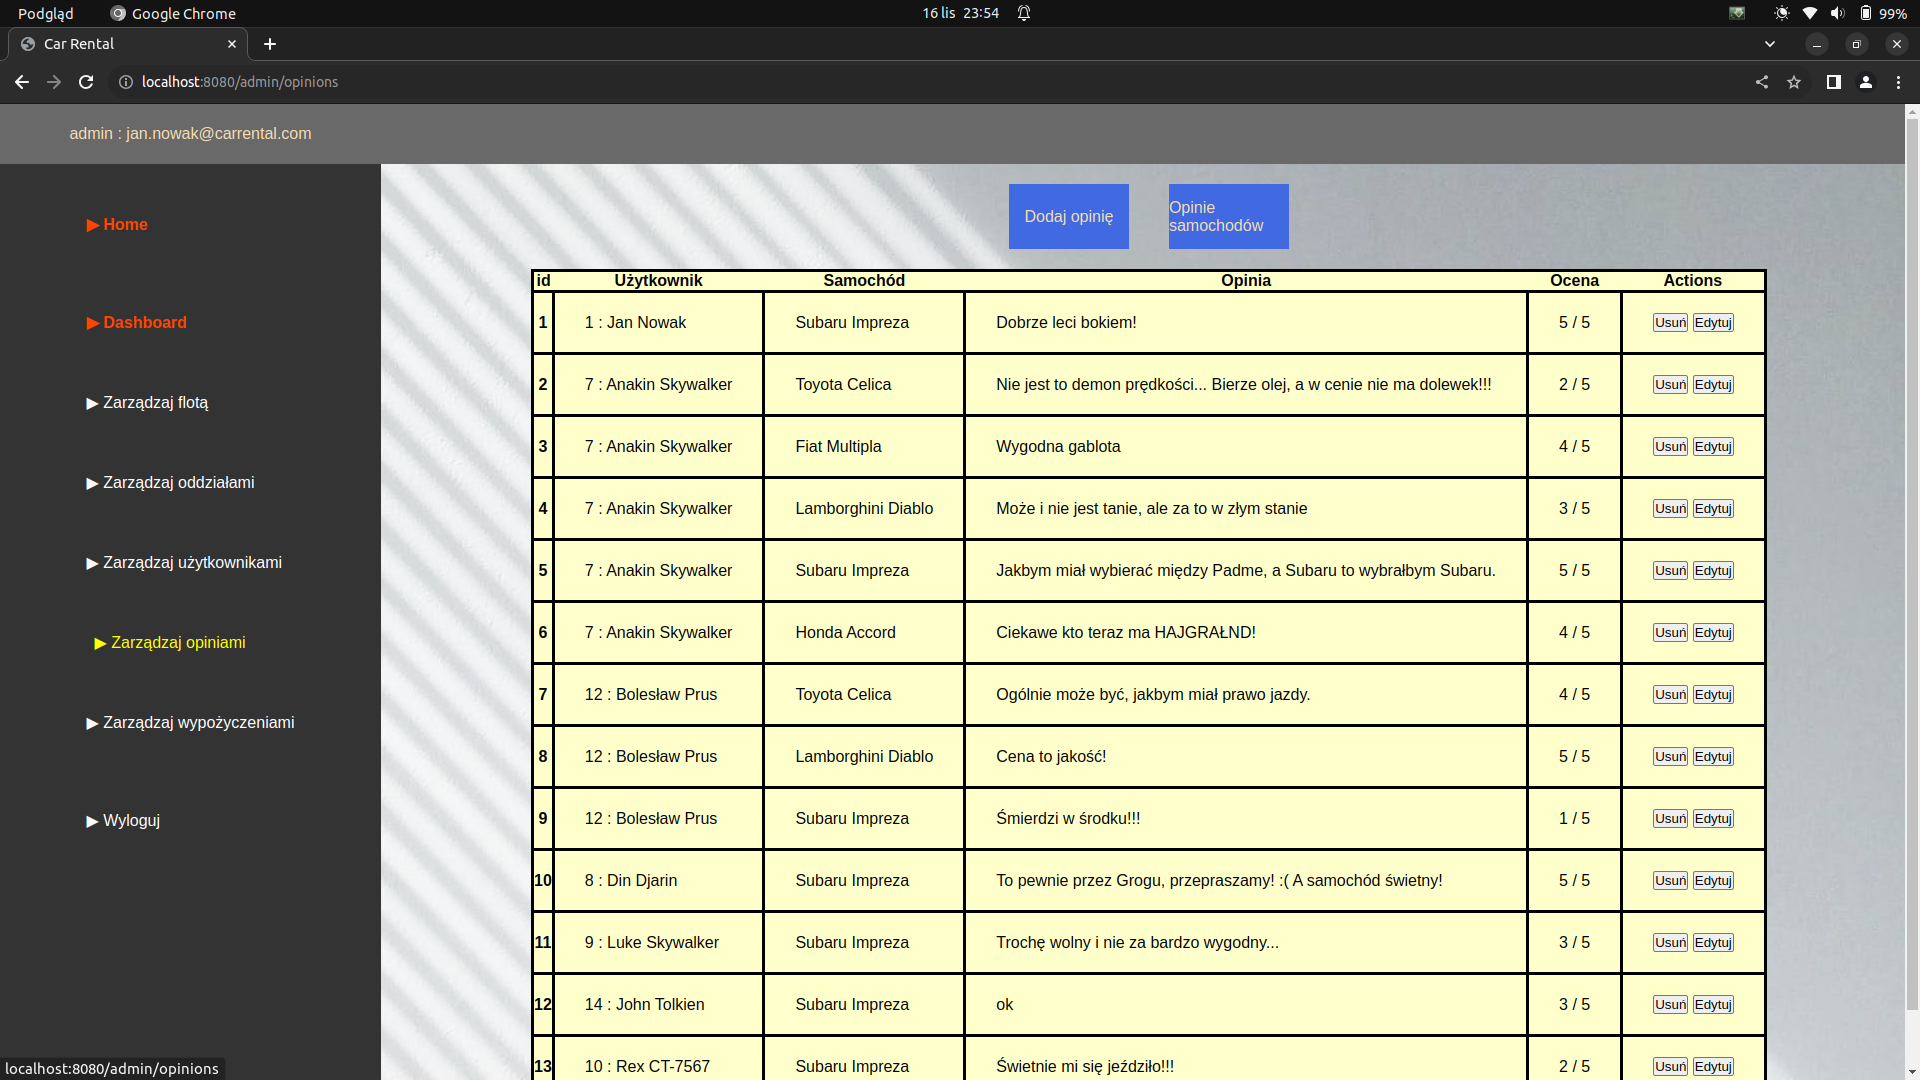 Podgląd Google Chrome 16 lis 23:54 99%
Car Rental
localhost:8080/admin/opinions
admin : jan.nowak@carrental.com
▶ Home
▶ Dashboard
▶ Zarządzaj flotą
▶ Zarządzaj oddziałami
▶ Zarządzaj użytkownikami
▶ Zarządzaj opiniami
▶ Zarządzaj wypożyczeniami
▶ Wyloguj
Dodaj opinię
Opinie
samochodów
id Użytkownik Samochód Opinia Ocena Actions
1 1 : Jan Nowak Subaru Impreza Dobrze leci bokiem! 5 / 5 Usuń Edytuj
2 7 : Anakin Skywalker Toyota Celica Nie jest to demon prędkości... Bierze olej, a w cenie nie ma dolewek!!! 2 / 5 Usuń Edytuj
3 7 : Anakin Skywalker Fiat Multipla Wygodna gablota 4 / 5 Usuń Edytuj
4 7 : Anakin Skywalker Lamborghini Diablo Może i nie jest tanie, ale za to w złym stanie 3 / 5 Usuń Edytuj
5 7 : Anakin Skywalker Subaru Impreza Jakbym miał wybierać między Padme, a Subaru to wybrałbym Subaru. 5 / 5 Usuń Edytuj
6 7 : Anakin Skywalker Honda Accord Ciekawe kto teraz ma HAJGRAŁND! 4 / 5 Usuń Edytuj
7 12 : Bolesław Prus Toyota Celica Ogólnie może być, jakbym miał prawo jazdy. 4 / 5 Usuń Edytuj
8 12 : Bolesław Prus Lamborghini Diablo Cena to jakość! 5 / 5 Usuń Edytuj
9 12 : Bolesław Prus Subaru Impreza Śmierdzi w środku!!! 1 / 5 Usuń Edytuj
10 8 : Din Djarin Subaru Impreza To pewnie przez Grogu, przepraszamy! :( A samochód świetny! 5 / 5 Usuń Edytuj
11 9 : Luke Skywalker Subaru Impreza Trochę wolny i nie za bardzo wygodny... 3 / 5 Usuń Edytuj
12 14 : John Tolkien Subaru Impreza ok 3 / 5 Usuń Edytuj
13 10 : Rex CT-7567 Subaru Impreza Świetnie mi się jeździło!!! 2 / 5 Usuń Edytuj
localhost:8080/admin/opinions